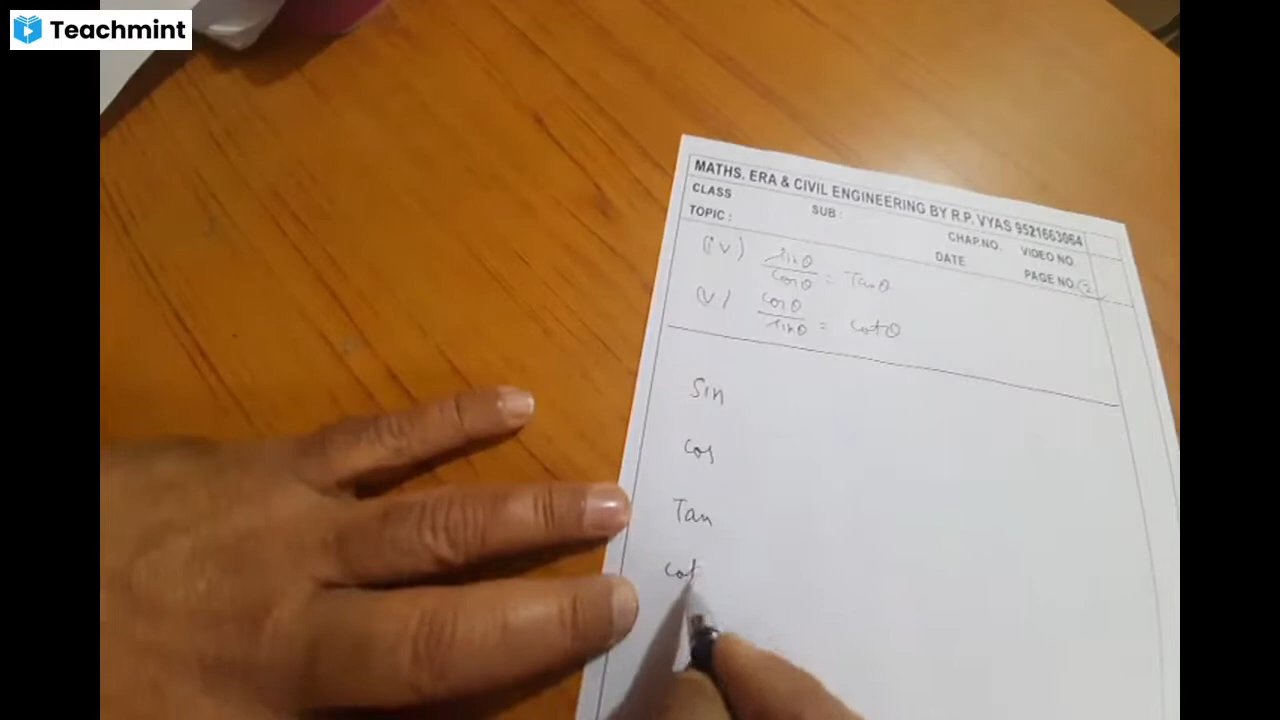 Teachmint
MATHS. ERA & CIVIL ENGINEERING BY R.P. VYAS 9521663064
CLASS SUB : CHAP.NO. VIDEO NO.
TOPIC : DATE PAGE NO. (2)
(iv) sinθ/cosθ = Tanθ
(v) cosθ/sinθ = cotθ
Sin
cos
Tan
cot